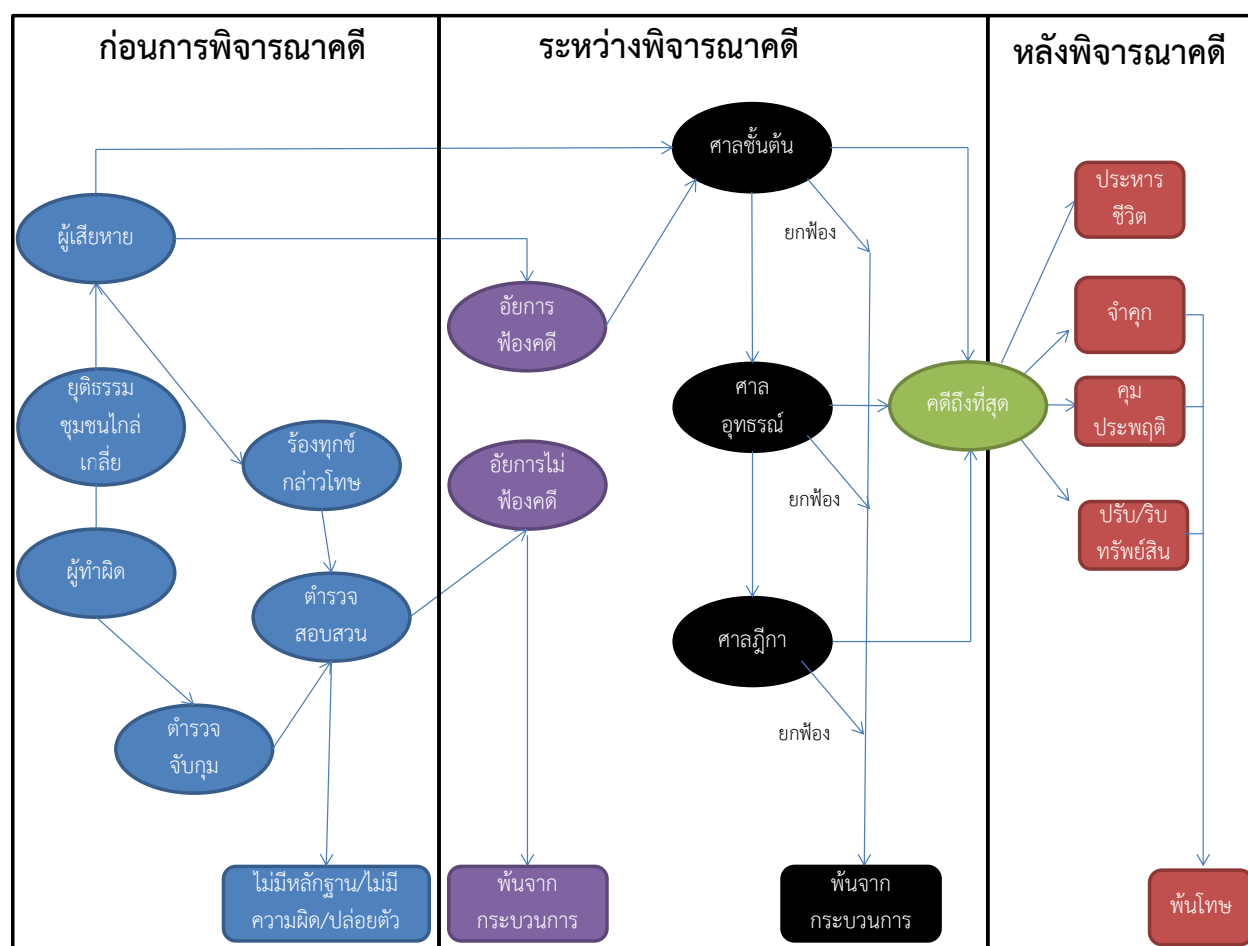 ก่อนการพิจารณาคดี
ระหว่างพิจารณาคดี
หลังพิจารณาคดี
ผู้เสียหาย
ยุติธรรม
ชุมชนไกล่
เกลี่ย
ผู้ทำผิด
ร้องทุกข์
กล่าวโทษ
ตำรวจ
สอบสวน
ตำรวจ
จับกุม
ไม่มีหลักฐาน/ไม่มี
ความผิด/ปล่อยตัว
อัยการ
ฟ้องคดี
อัยการไม่
ฟ้องคดี
พ้นจาก
กระบวนการ
ศาลชั้นต้น
ยกฟ้อง
ศาล
อุทธรณ์
ยกฟ้อง
ศาลฎีกา
ยกฟ้อง
พ้นจาก
กระบวนการ
คดีถึงที่สุด
ประหาร
ชีวิต
จำคุก
คุม
ประพฤติ
ปรับ/ริบ
ทรัพย์สิน
พ้นโทษ